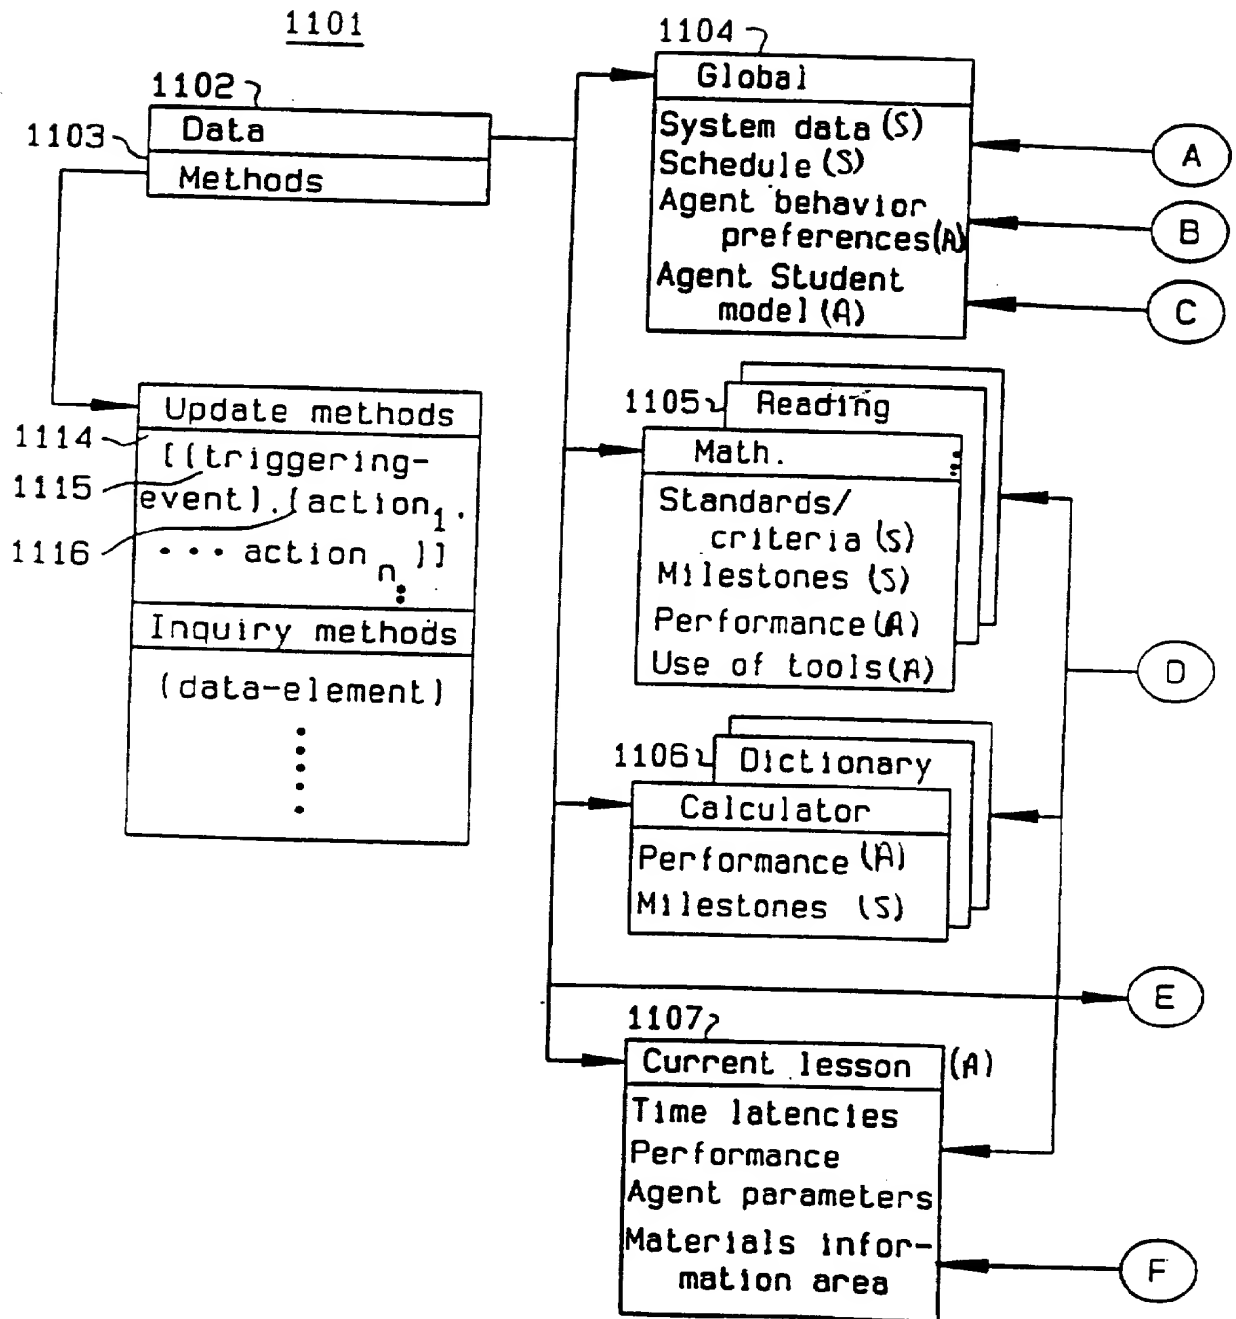 1101
1102
Data
1103
Methods
Update methods
1114
[((triggering-
1115
event),(action1,
1116
... action n )]
Inquiry methods
(data-element)
1104
Global
System data (S)
Schedule (S)
Agent behavior
preferences (A)
Agent Student
model (A)
A
B
C
1105
Reading
Math.
Standards/
criteria (S)
Milestones (S)
Performance (A)
Use of tools (A)
D
1106
Dictionary
Calculator
Performance (A)
Milestones (S)
E
1107
Current lesson (A)
Time latencies
Performance
Agent parameters
Materials infor-
mation area
F